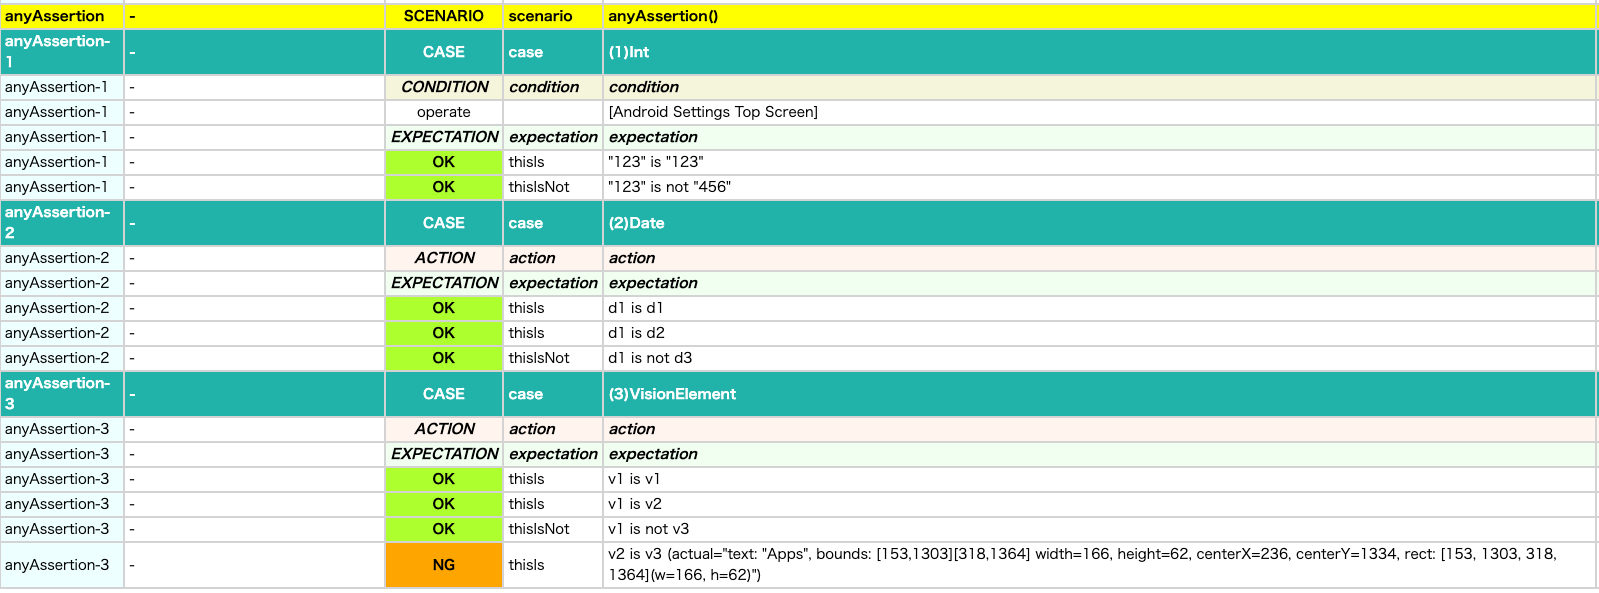 anyAssertion - SCENARIO scenario anyAssertion()
anyAssertion-
1 - CASE case (1)Int
anyAssertion-1 - CONDITION condition condition
anyAssertion-1 - operate [Android Settings Top Screen]
anyAssertion-1 - EXPECTATION expectation expectation
anyAssertion-1 - OK thisIs "123" is "123"
anyAssertion-1 - OK thisIsNot "123" is not "456"
anyAssertion-
2 - CASE case (2)Date
anyAssertion-2 - ACTION action action
anyAssertion-2 - EXPECTATION expectation expectation
anyAssertion-2 - OK thisIs d1 is d1
anyAssertion-2 - OK thisIs d1 is d2
anyAssertion-2 - OK thisIsNot d1 is not d3
anyAssertion-
3 - CASE case (3)VisionElement
anyAssertion-3 - ACTION action action
anyAssertion-3 - EXPECTATION expectation expectation
anyAssertion-3 - OK thisIs v1 is v1
anyAssertion-3 - OK thisIs v1 is v2
anyAssertion-3 - OK thisIsNot v1 is not v3
anyAssertion-3 - NG thisIs v2 is v3 (actual="text: "Apps", bounds: [153,1303][318,1364] width=166, height=62, centerX=236, centerY=1334, rect: [153, 1303, 318,
1364](w=166, h=62)")